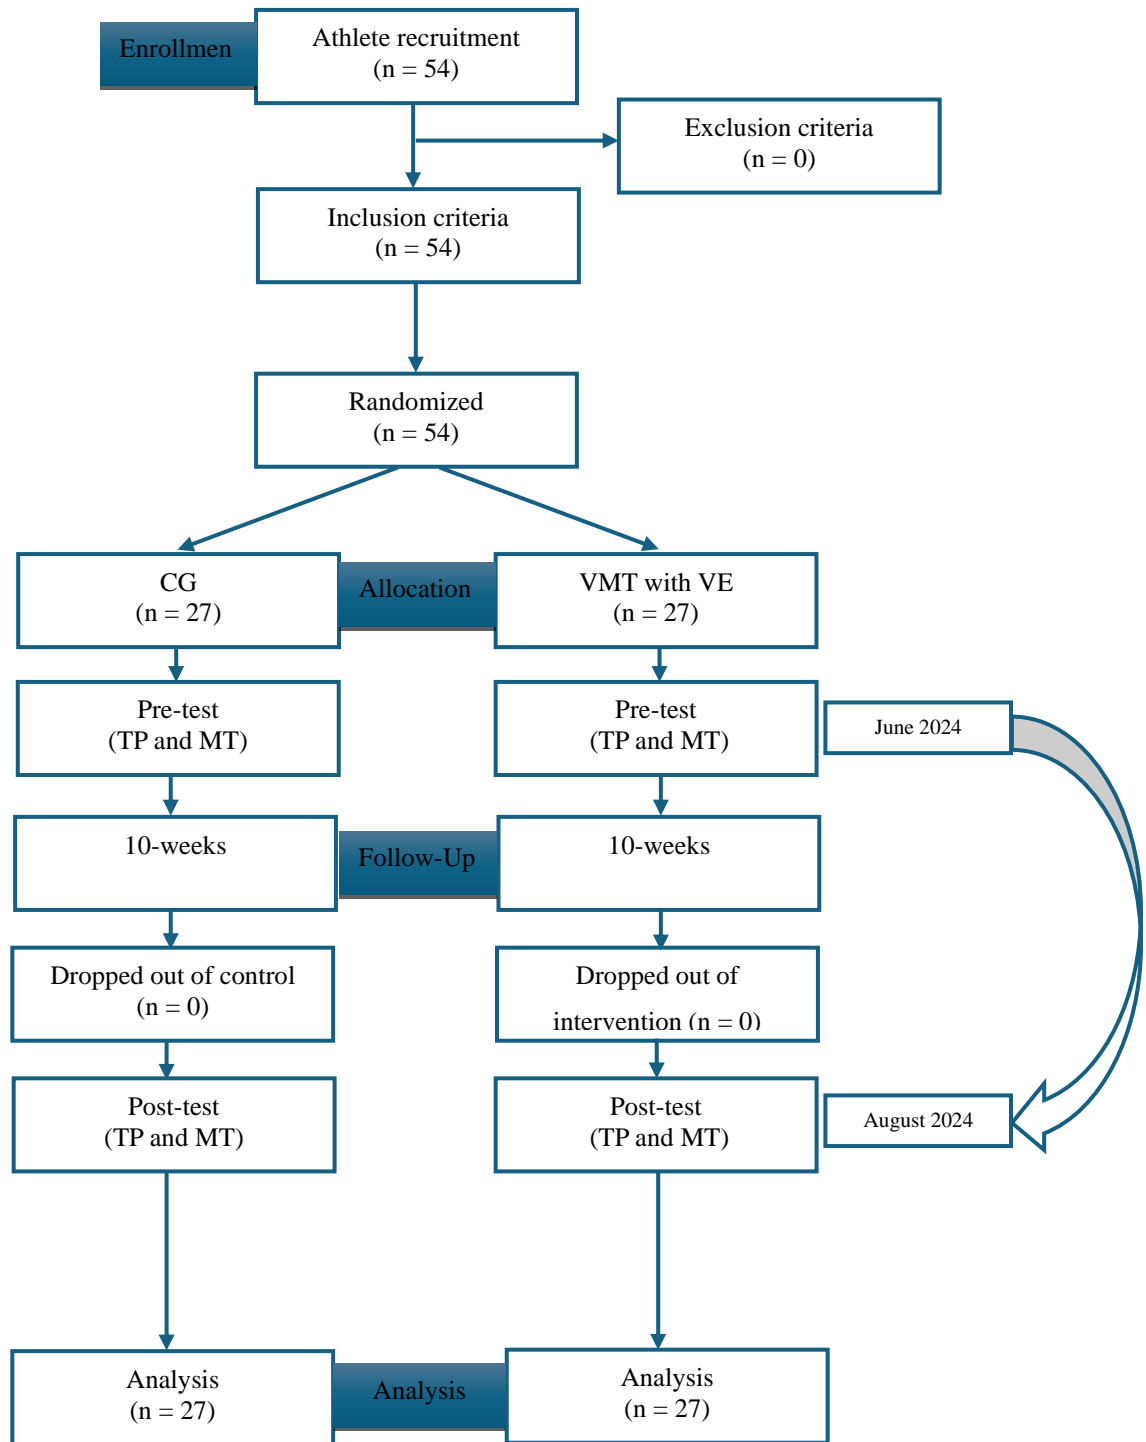 Enrollmen
Athlete recruitment
(n = 54)
Exclusion criteria
(n = 0)
Inclusion criteria
(n = 54)
Randomized
(n = 54)
CG
(n = 27)
Allocation
VMT with VE
(n = 27)
Pre-test
(TP and MT)
Pre-test
(TP and MT)
June 2024
10-weeks
Follow-Up
10-weeks
Dropped out of control
(n = 0)
Dropped out of
intervention (n = 0)
Post-test
(TP and MT)
Post-test
(TP and MT)
August 2024
Analysis
(n = 27)
Analysis
Analysis
(n = 27)